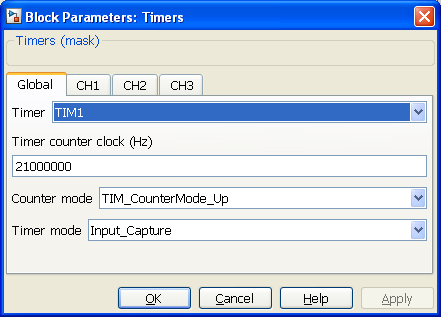 Block Parameters: Timers
Timers (mask)
Global CH1 CH2 CH3
Timer TIM1
Timer counter clock (Hz)
21000000
Counter mode TIM_CounterMode_Up
Timer mode Input_Capture
OK Cancel Help Apply